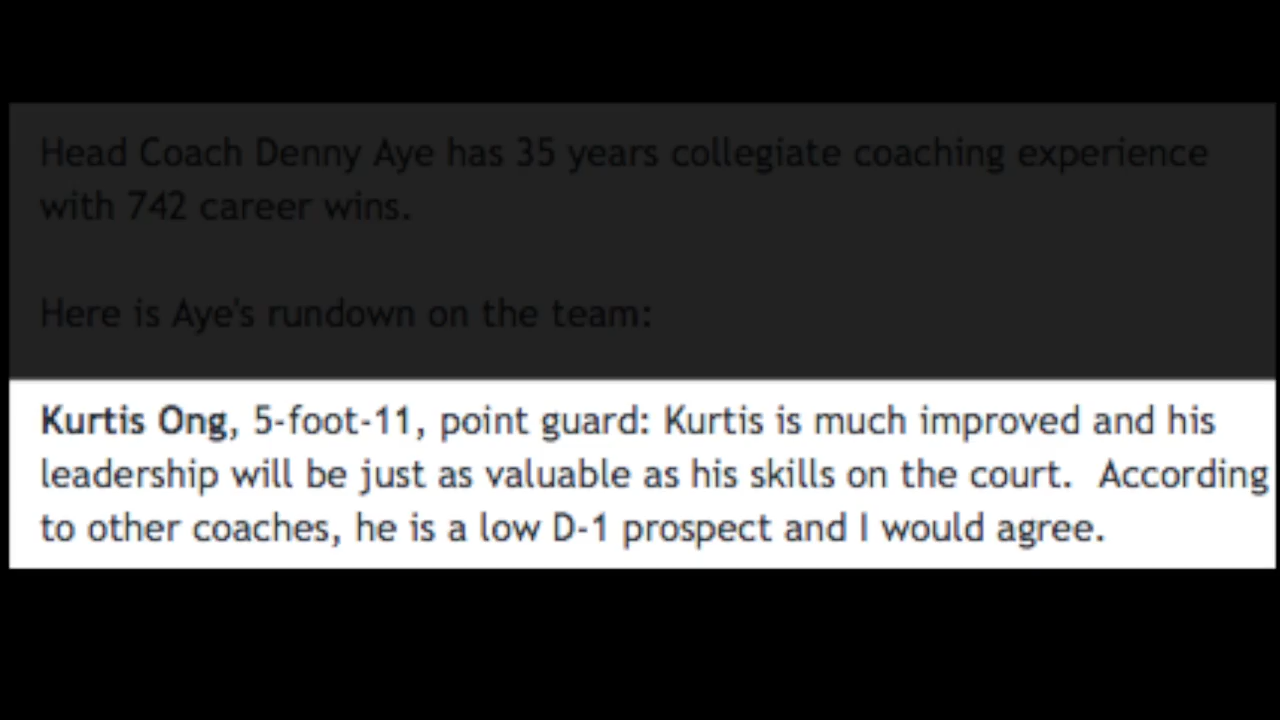 Head Coach Denny Aye has 35 years collegiate coaching experience
with 742 career wins.
Here is Aye's rundown on the team:
Kurtis Ong, 5-foot-11, point guard: Kurtis is much improved and his
leadership will be just as valuable as his skills on the court.  According
to other coaches, he is a low D-1 prospect and I would agree.